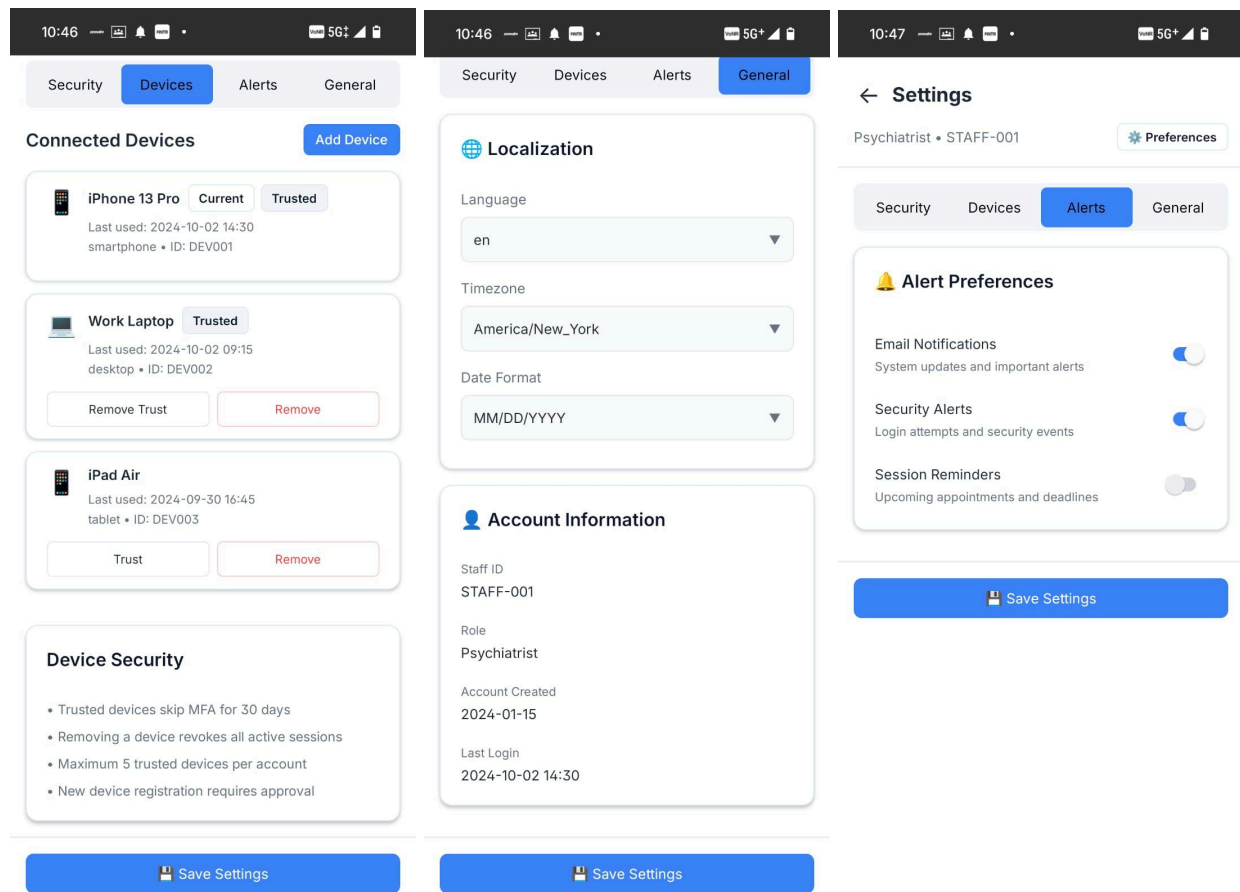 10:46
VoNR 5G‡
Security Devices Alerts General
Connected Devices
Add Device
iPhone 13 Pro Current Trusted
Last used: 2024-10-02 14:30
smartphone • ID: DEV001
Work Laptop Trusted
Last used: 2024-10-02 09:15
desktop • ID: DEV002
Remove Trust Remove
iPad Air
Last used: 2024-09-30 16:45
tablet • ID: DEV003
Trust Remove
Device Security
• Trusted devices skip MFA for 30 days
• Removing a device revokes all active sessions
• Maximum 5 trusted devices per account
• New device registration requires approval
Save Settings
10:46
VoNR 5G+
Security Devices Alerts General
Localization
Language
en
Timezone
America/New_York
Date Format
MM/DD/YYYY
Account Information
Staff ID
STAFF-001
Role
Psychiatrist
Account Created
2024-01-15
Last Login
2024-10-02 14:30
Save Settings
10:47
VoNR 5G+
← Settings
Psychiatrist • STAFF-001
Preferences
Security Devices Alerts General
Alert Preferences
Email Notifications
System updates and important alerts
Security Alerts
Login attempts and security events
Session Reminders
Upcoming appointments and deadlines
Save Settings